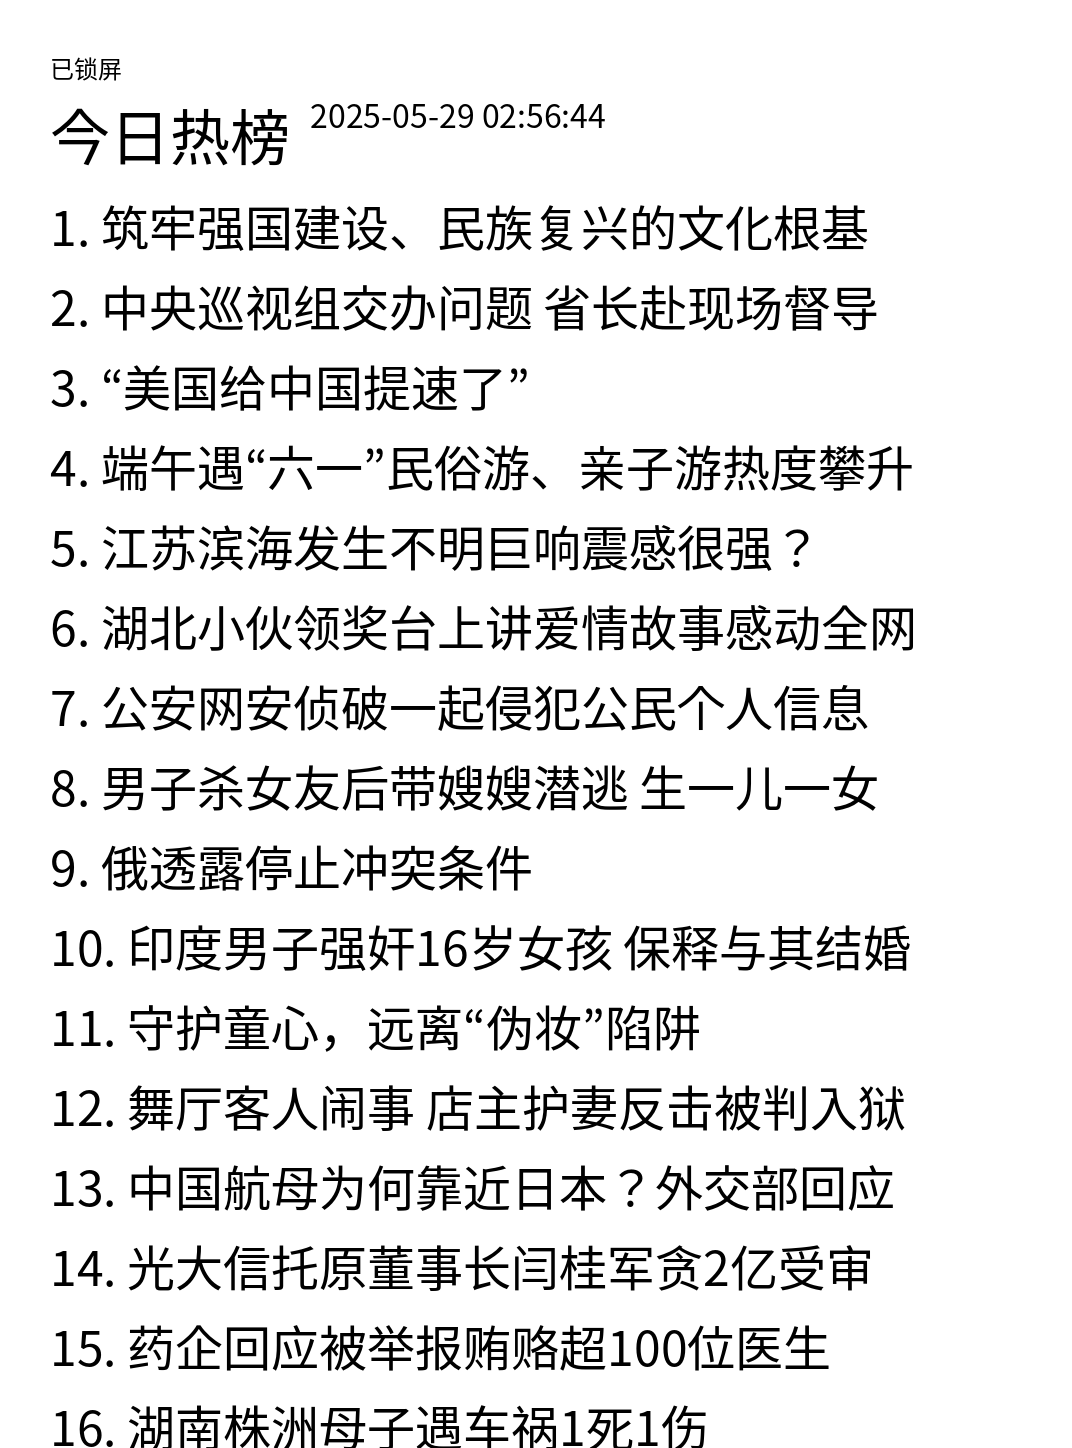 已锁屏
今日热榜 2025-05-29 02:56:44
1. 筑牢强国建设、民族复兴的文化根基
2. 中央巡视组交办问题 省长赴现场督导
3. “美国给中国提速了”
4. 端午遇“六一”民俗游、亲子游热度攀升
5. 江苏滨海发生不明巨响震感很强？
6. 湖北小伙领奖台上讲爱情故事感动全网
7. 公安网安侦破一起侵犯公民个人信息
8. 男子杀女友后带嫂嫂潜逃 生一儿一女
9. 俄透露停止冲突条件
10. 印度男子强奸16岁女孩 保释与其结婚
11. 守护童心，远离“伪妆”陷阱
12. 舞厅客人闹事 店主护妻反击被判入狱
13. 中国航母为何靠近日本？外交部回应
14. 光大信托原董事长闫桂军贪2亿受审
15. 药企回应被举报贿赂超100位医生
16. 湖南株洲母子遇车祸1死1伤